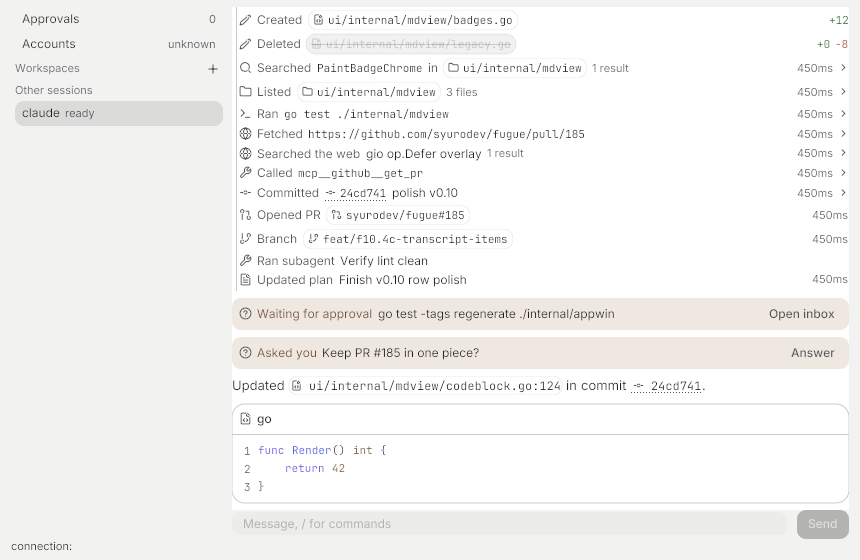 Approvals 0
Accounts unknown
Workspaces +
Other sessions
claude ready
connection:
Created ui/internal/mdview/badges.go +12
Deleted ui/internal/mdview/legacy.go +0 -8
Searched PaintBadgeChrome in ui/internal/mdview 1 result 450ms
Listed ui/internal/mdview 3 files 450ms
Ran go test ./internal/mdview 450ms
Fetched https://github.com/syurodev/fugue/pull/185 450ms
Searched the web gio op.Defer overlay 1 result 450ms
Called mcp__github__get_pr 450ms
Committed 24cd741 polish v0.10 450ms
Opened PR syurodev/fugue#185 450ms
Branch feat/f10.4c-transcript-items 450ms
Ran subagent Verify lint clean
Updated plan Finish v0.10 row polish 450ms
Waiting for approval go test -tags regenerate ./internal/appwin Open inbox
Asked you Keep PR #185 in one piece? Answer
Updated ui/internal/mdview/codeblock.go:124 in commit 24cd741.
go
1 func Render() int {
2 return 42
3 }
Message, / for commands Send